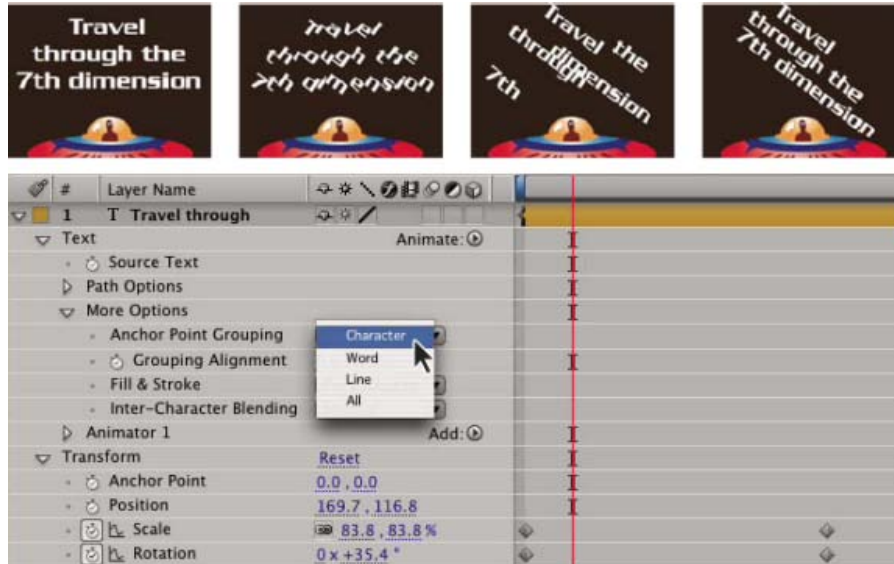 Travel
through the
7th dimension
Travel
through the
7th dimension
Travel the
through
dimension
7th
Travel
through the
7th dimension
# Layer Name
1 T Travel through
Text Animate:
Source Text
Path Options
More Options
Anchor Point Grouping Character
Word
Grouping Alignment
Line
Fill & Stroke
All
Inter-Character Blending
Animator 1 Add:
Transform Reset
Anchor Point 0.0 , 0.0
Position 169.7 , 116.8
Scale 83.8 , 83.8 %
Rotation 0 x +35.4 °